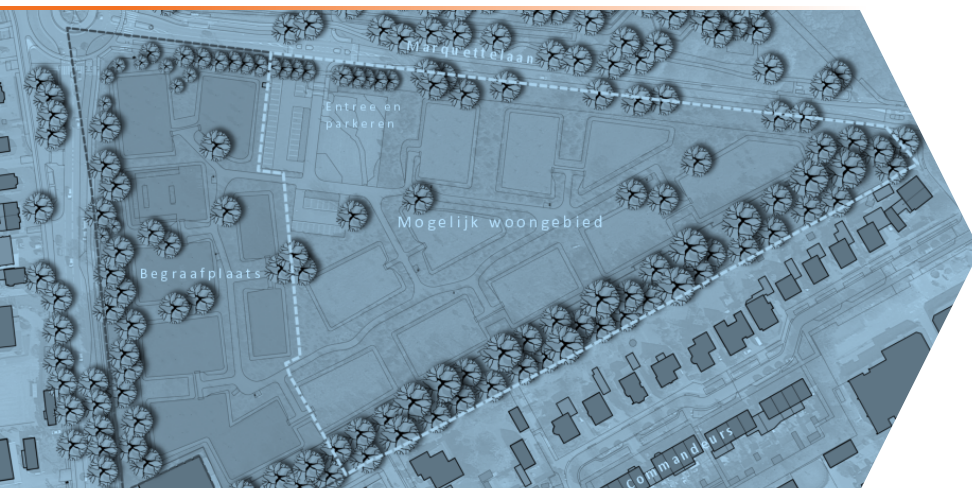 Marquettelaan
Entree en
parkeren
Mogelijk woongebied
Begraafplaats
Commandeurs